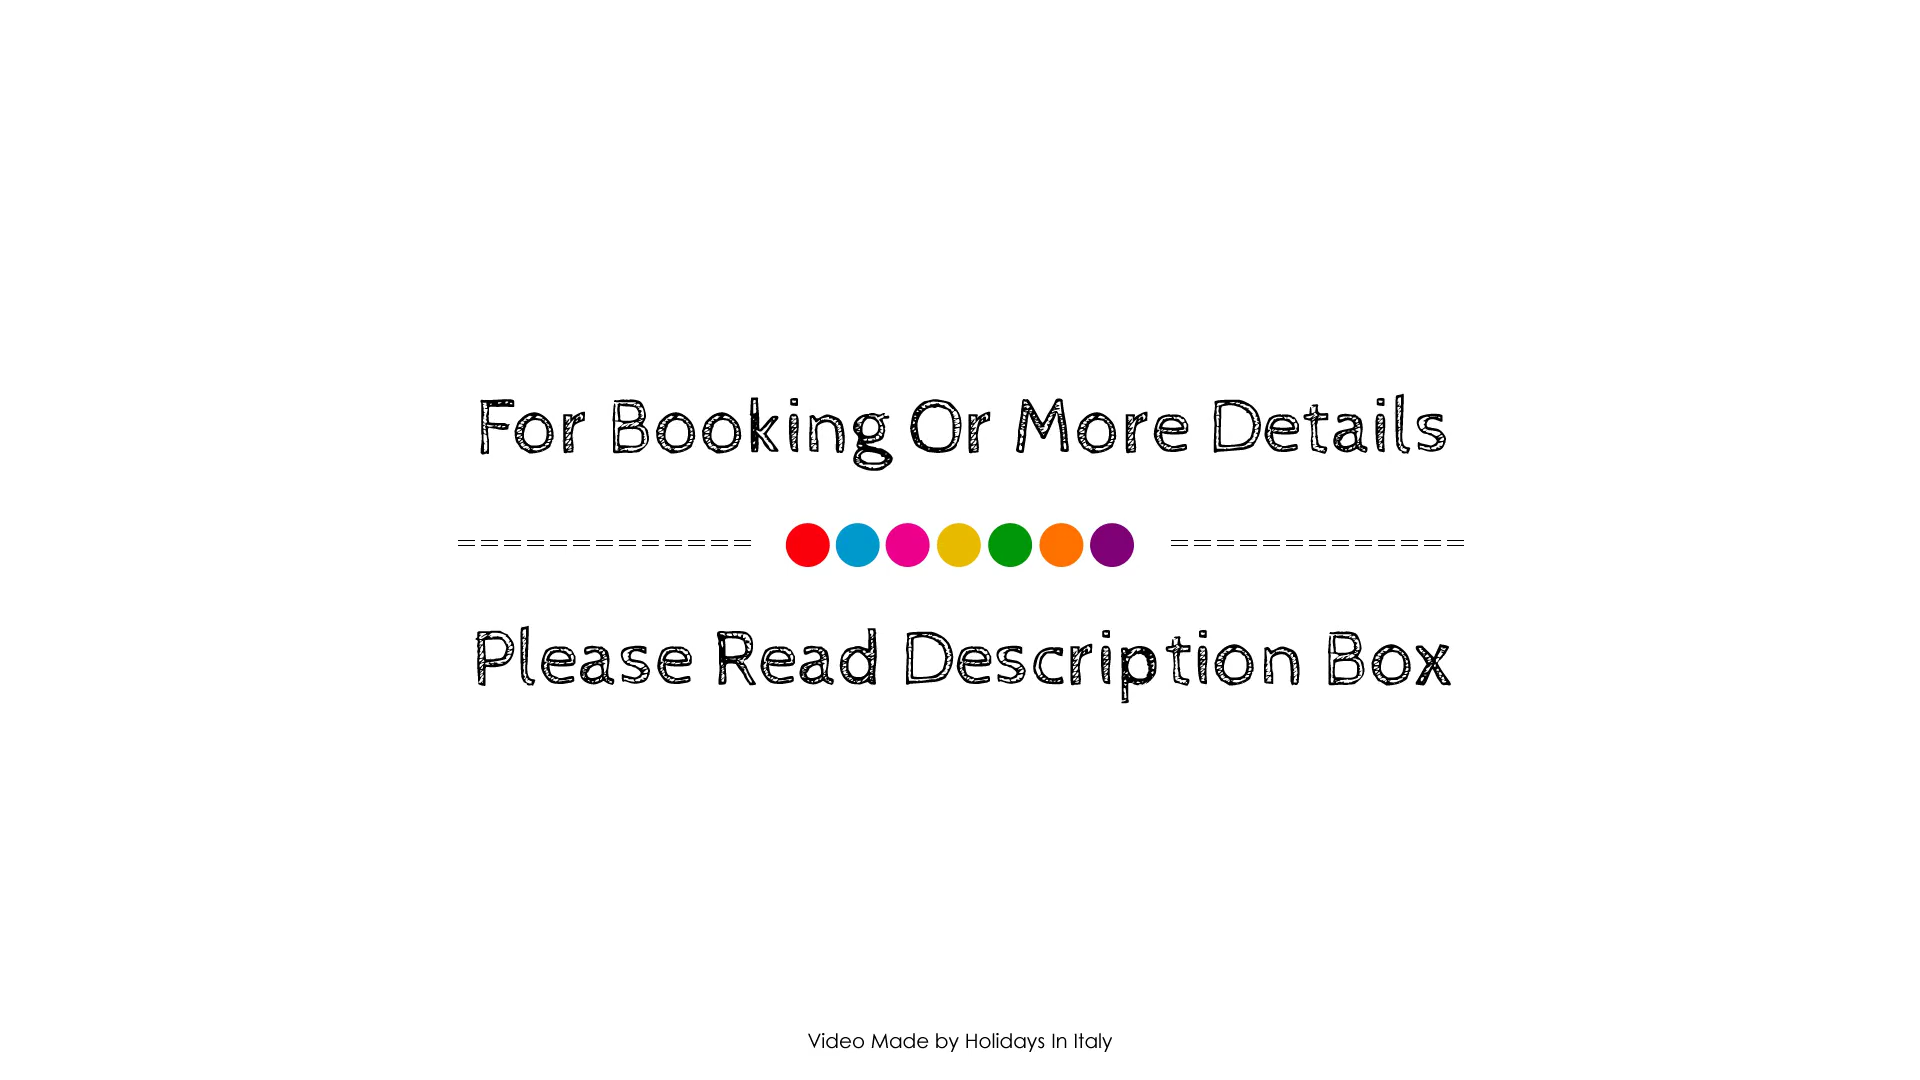 For Booking Or More Details
============= =============
Please Read Description Box
Video Made by Holidays In Italy